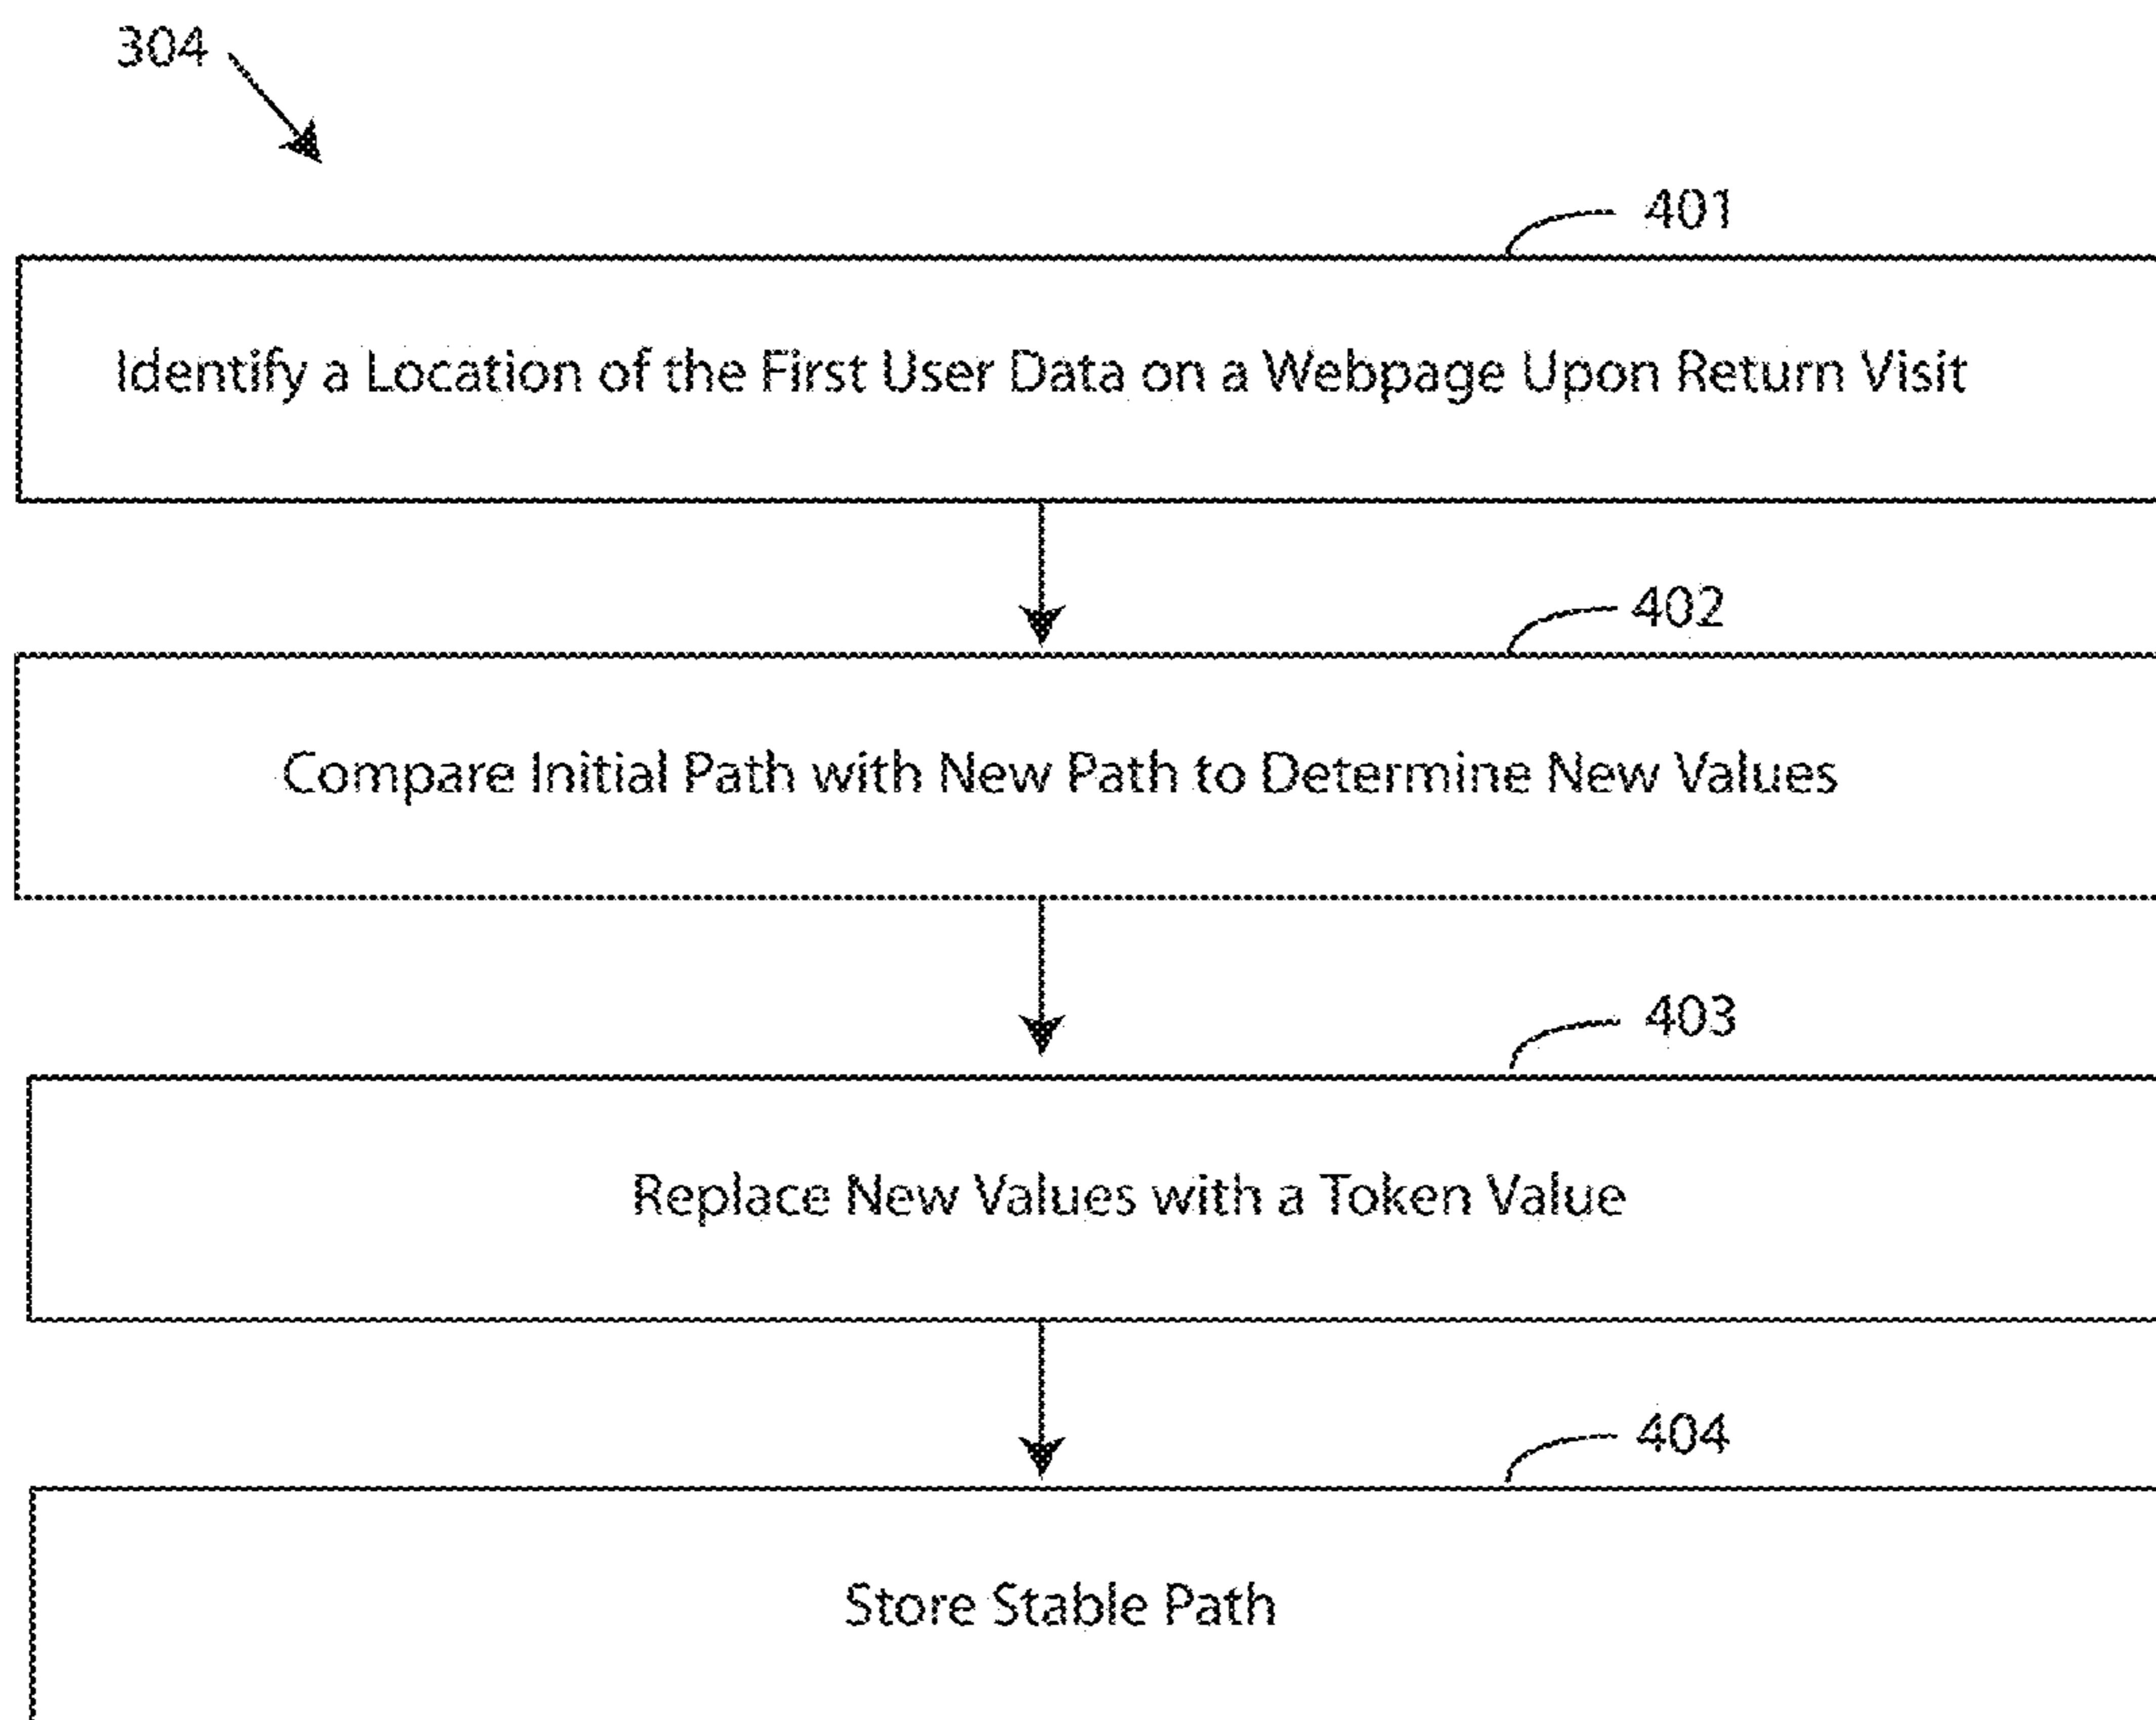 304
401
Identify a Location of the First User Data on a Webpage Upon Return Visit
402
Compare Initial Path with New Path to Determine New Values
403
Replace New Values with a Token Value
404
Store Stable Path